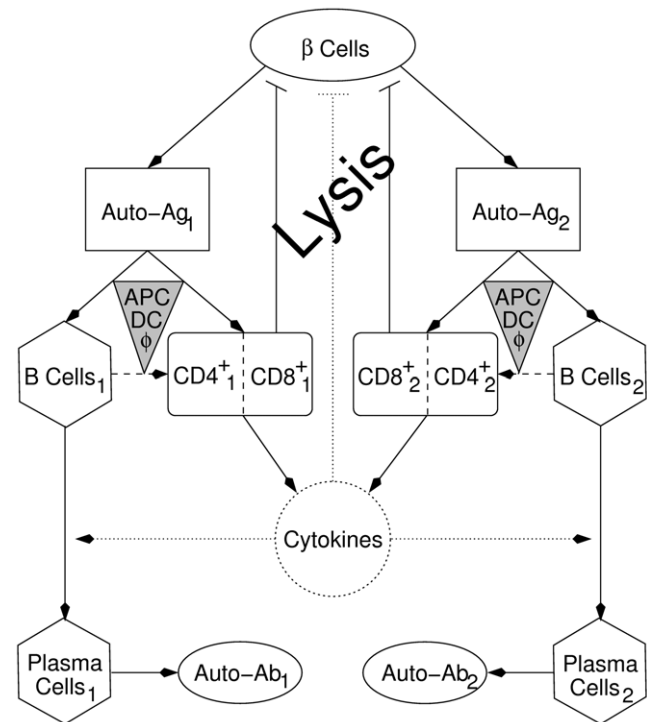 β Cells
Lysis
Auto−Ag1
Auto−Ag2
APC
DC
ϕ
APC
DC
ϕ
B Cells1
CD4+1
CD8+1
CD8+2
CD4+2
B Cells2
Cytokines
Plasma
Cells1
Auto−Ab1
Auto−Ab2
Plasma
Cells2